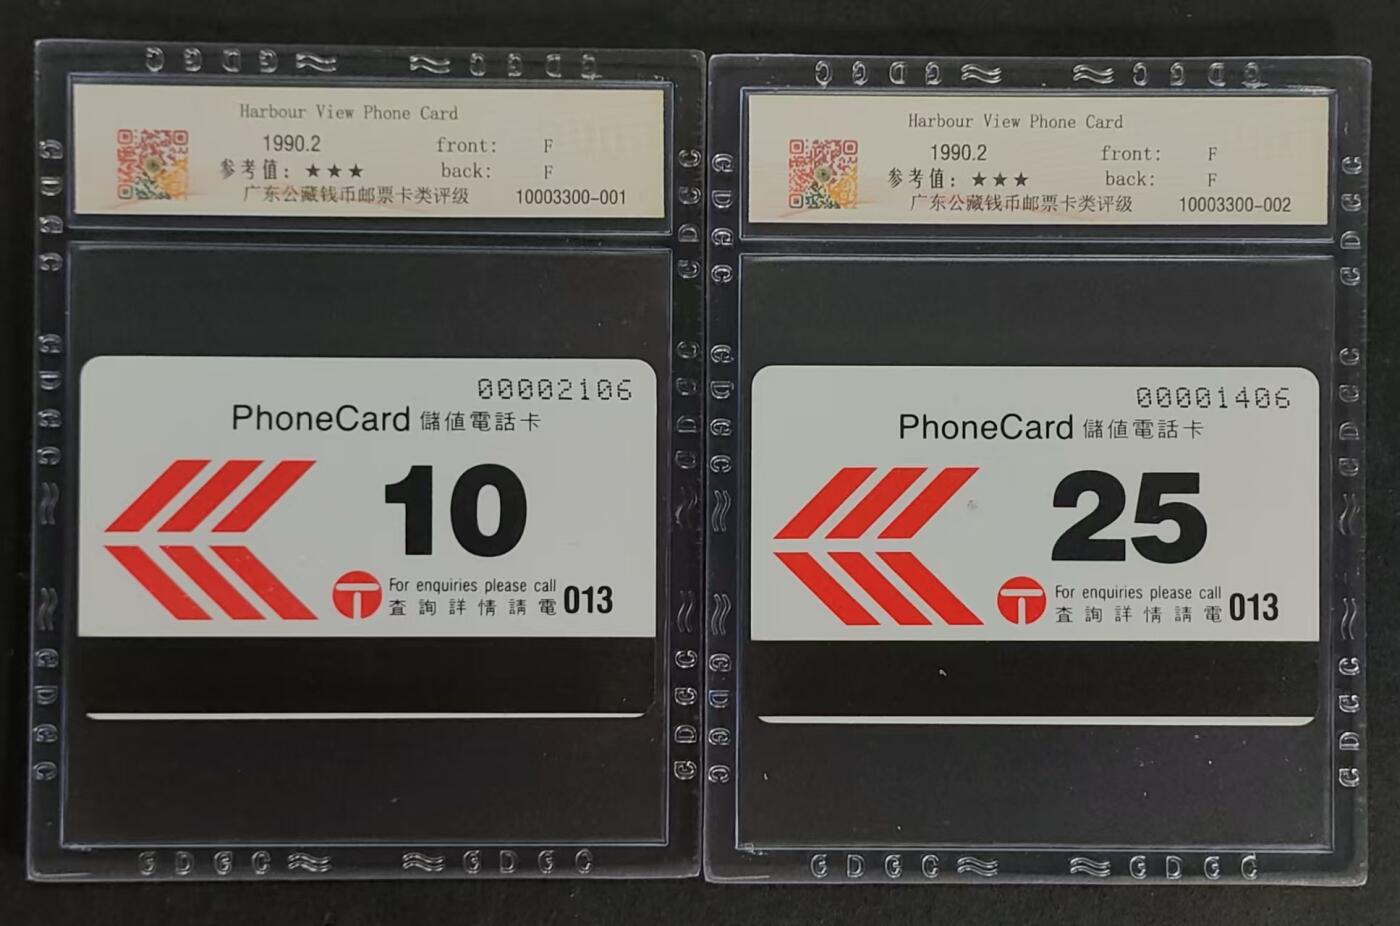 Harbour View Phone Card
1990.2 front: F
参考值: ★★★ back: F
广东公藏钱币邮票卡类评级 10003300-001
00002106
PhoneCard 儲值電話卡
10
For enquiries please call
查詢詳情請電 013
Harbour View Phone Card
1990.2 front: F
参考值: ★★★ back: F
广东公藏钱币邮票卡类评级 10003300-002
00001406
PhoneCard 儲值電話卡
25
For enquiries please call
查詢詳情請電 013